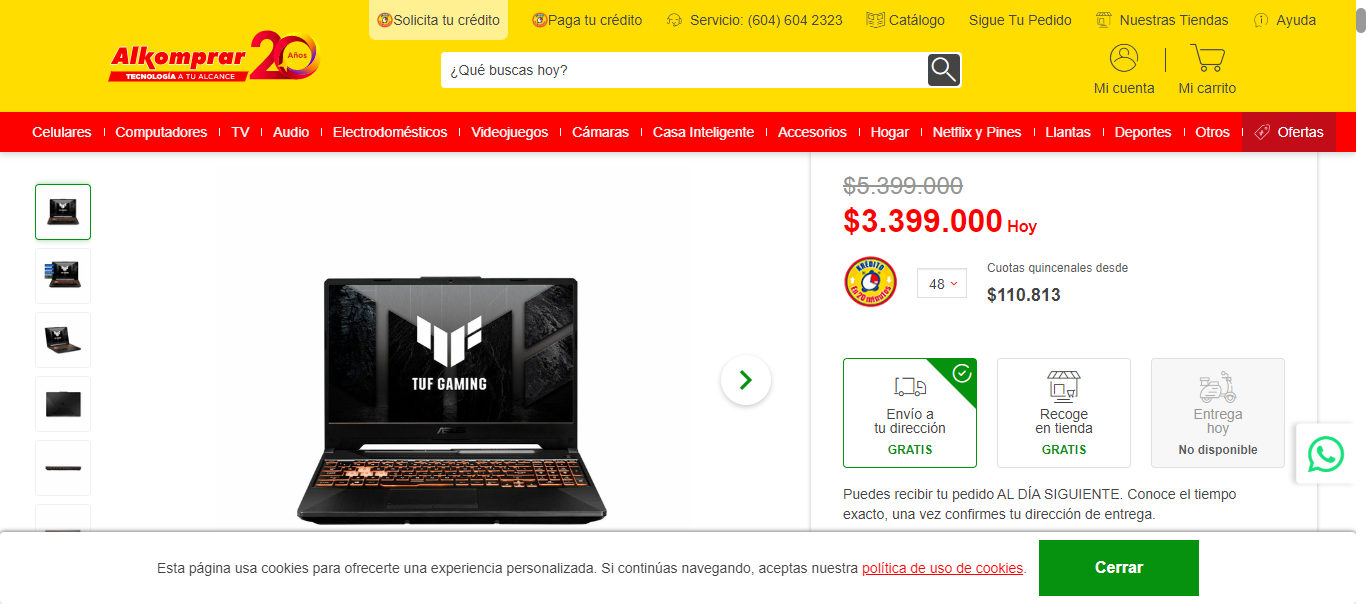 Solicita tu crédito
Paga tu crédito
Servicio: (604) 604 2323
Catálogo
Sigue Tu Pedido
Nuestras Tiendas
Ayuda
Alkomprar 20 Años
TECNOLOGÍA A TU ALCANCE
¿Qué buscas hoy?
Mi cuenta
Mi carrito
Celulares
Computadores
TV
Audio
Electrodomésticos
Videojuegos
Cámaras
Casa Inteligente
Accesorios
Hogar
Netflix y Pines
Llantas
Deportes
Otros
Ofertas
TUF GAMING
ASUS
$5.399.000
$3.399.000 Hoy
KRÉDITO
En 20 minutos
48
Cuotas quincenales desde
$110.813
Envío a
tu dirección
GRATIS
Recoge
en tienda
GRATIS
Entrega
hoy
No disponible
Puedes recibir tu pedido AL DÍA SIGUIENTE. Conoce el tiempo
exacto, una vez confirmes tu dirección de entrega.
Esta página usa cookies para ofrecerte una experiencia personalizada. Si continúas navegando, aceptas nuestra política de uso de cookies.
Cerrar